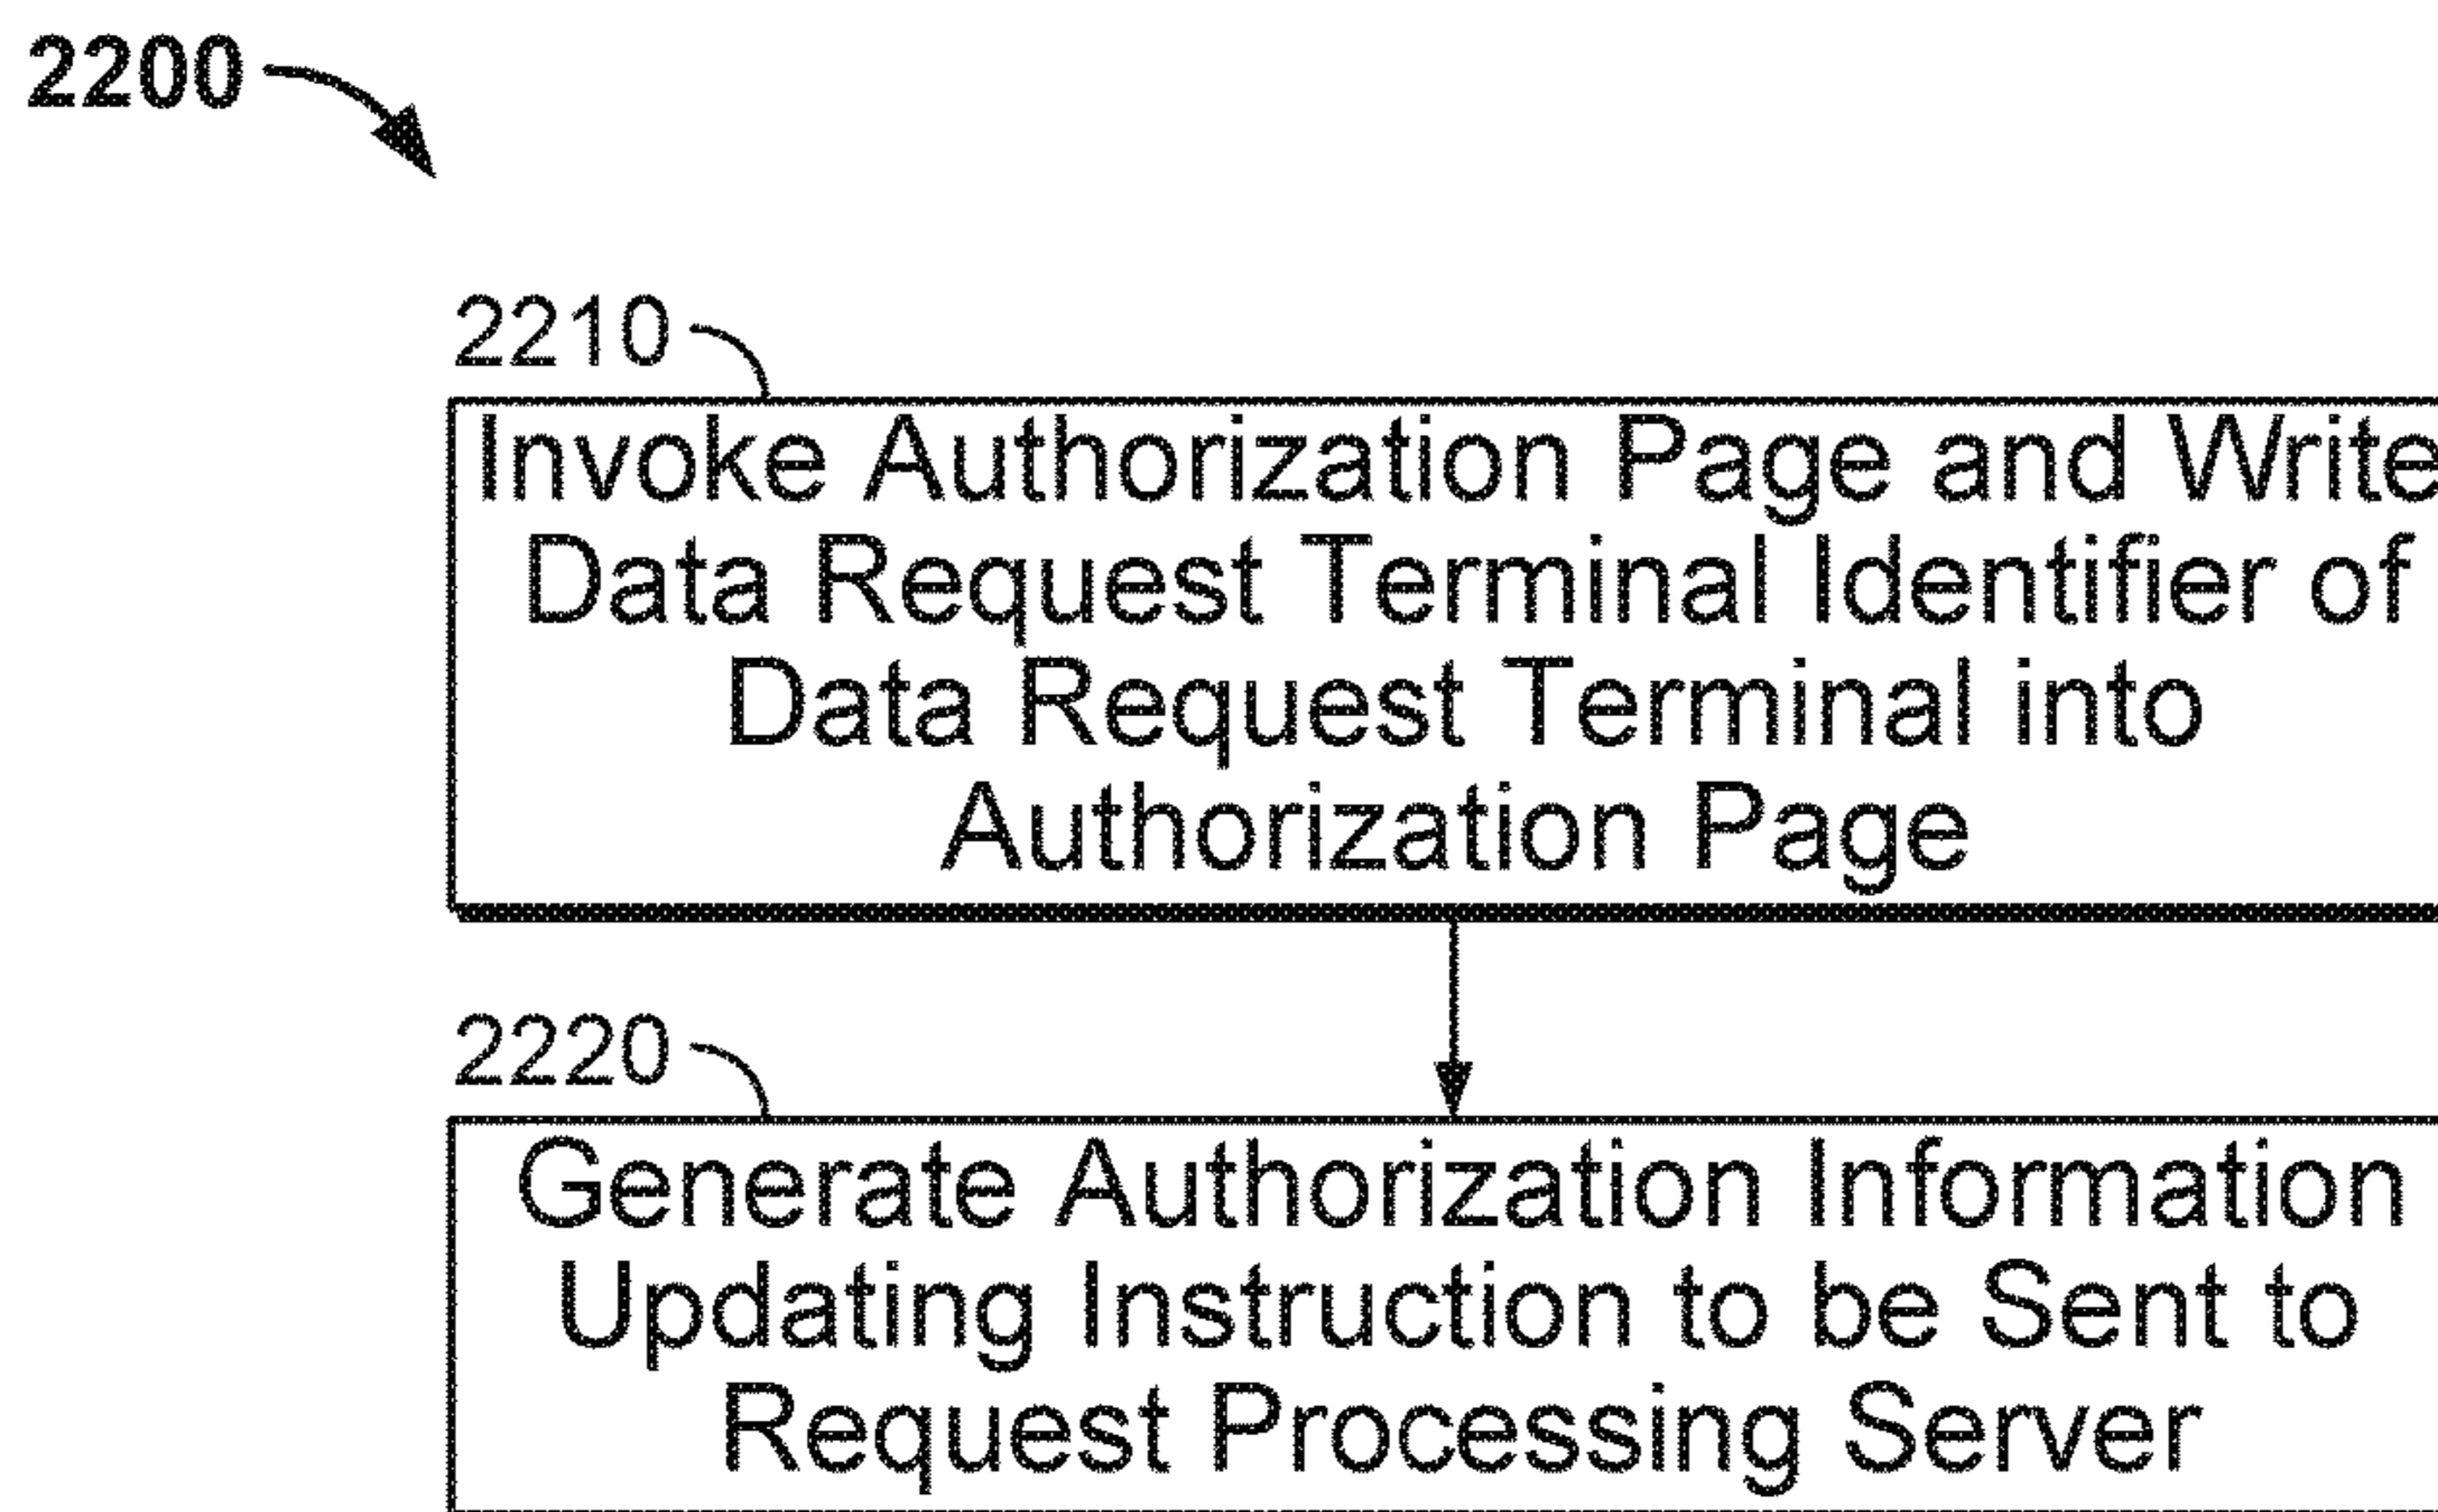 2200
2210
Invoke Authorization Page and Write
Data Request Terminal Identifier of
Data Request Terminal into
Authorization Page
2220
Generate Authorization Information
Updating Instruction to be Sent to
Request Processing Server